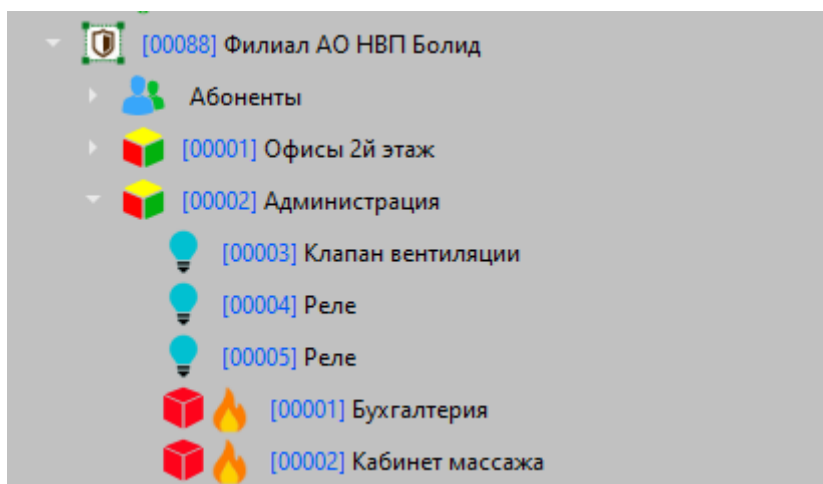 [00088] Филиал АО НВП Болид
Абоненты
[00001] Офисы 2й этаж
[00002] Администрация
[00003] Клапан вентиляции
[00004] Реле
[00005] Реле
[00001] Бухгалтерия
[00002] Кабинет массажа